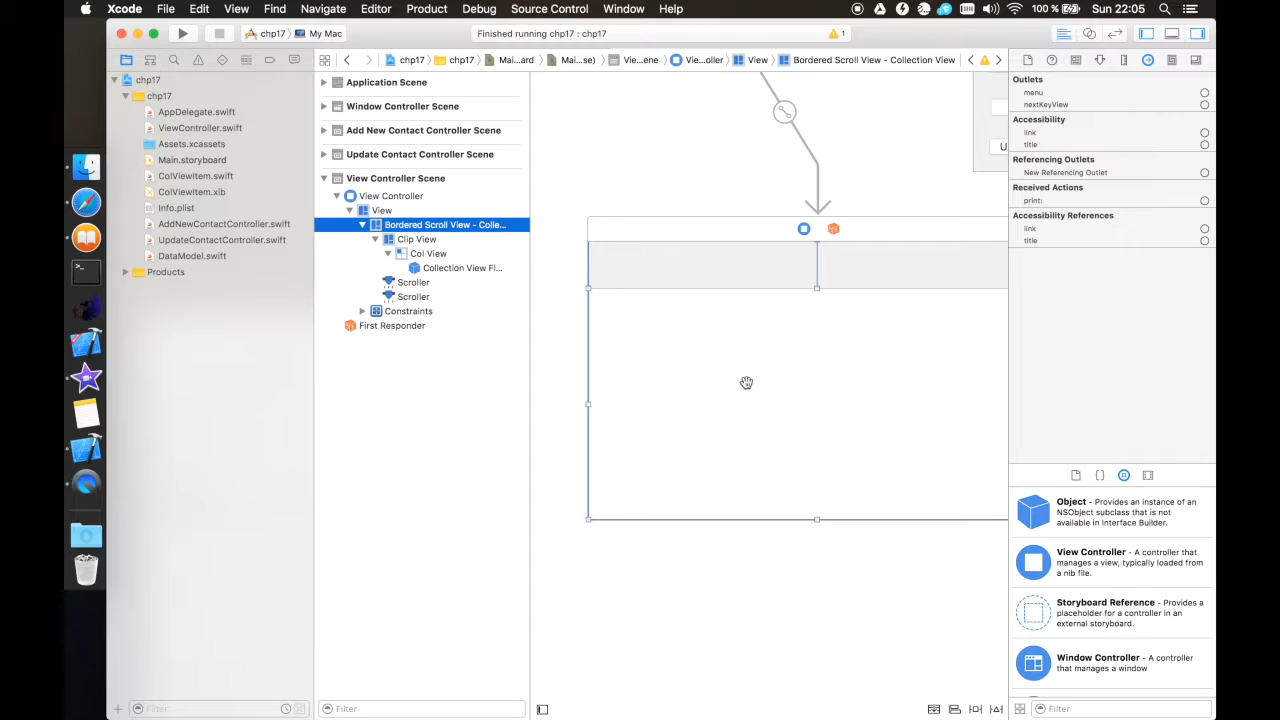 Xcode File Edit View Find Navigate Editor Product Debug Source Control Window Help 100 % Sun 22:05
chp17 My Mac Finished running chp17 : chp17 1
chp17 chp17 Mai...ard Mai...se) Vie...ene View...oller View Bordered Scroll View - Collection View
chp17
chp17
AppDelegate.swift
ViewController.swift
Assets.xcassets
Main.storyboard
ColViewItem.swift
ColViewItem.xib
Info.plist
AddNewContactController.swift
UpdateContactController.swift
DataModel.swift
Products
Filter
Application Scene
Window Controller Scene
Add New Contact Controller Scene
Update Contact Controller Scene
View Controller Scene
View Controller
View
Bordered Scroll View - Colle...
Clip View
Col View
Collection View Fl...
Scroller
Scroller
Constraints
First Responder
Filter
U
Outlets
menu
nextKeyView
Accessibility
link
title
Referencing Outlets
New Referencing Outlet
Received Actions
print:
Accessibility References
link
title
Object - Provides an instance of an
NSObject subclass that is not
available in Interface Builder.
View Controller - A controller that
manages a view, typically loaded from
a nib file.
Storyboard Reference - Provides a
placeholder for a controller in an
external storyboard.
Window Controller - A controller
that manages a window
Filter